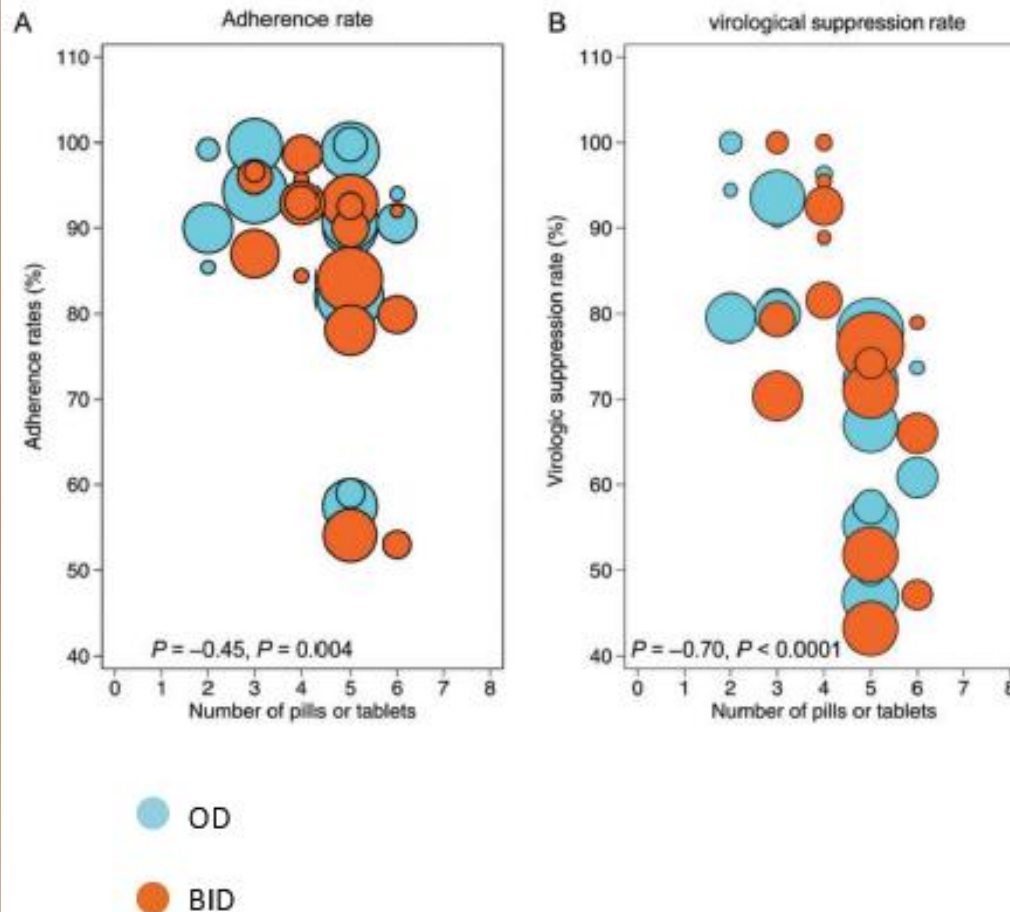 A
Adherence rate
110
100
90
80
70
60
50
40
Adherence rates (%)
P = –0.45, P = 0.004
0 1 2 3 4 5 6 7 8
Number of pills or tablets
B
virological suppression rate
110
100
90
80
70
60
50
40
Virologic suppression rate (%)
P = –0.70, P < 0.0001
0 1 2 3 4 5 6 7 8
Number of pills or tablets
OD
BID